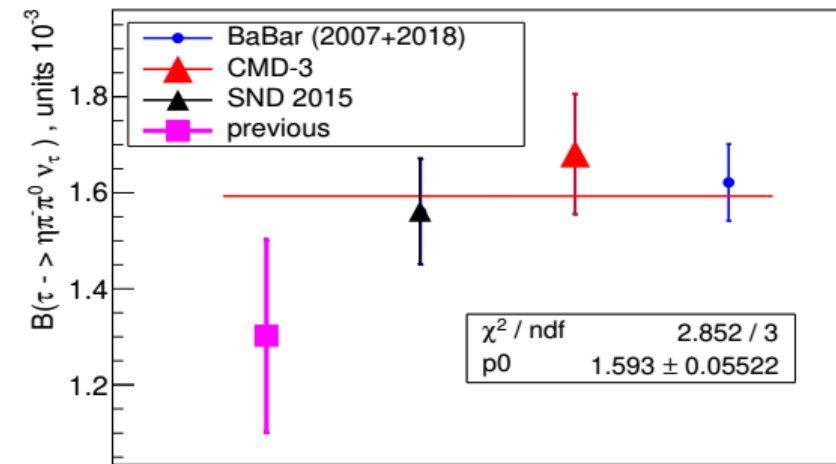 B(τ - > ηπ⁻π⁰ ν_τ) , units 10⁻³
BaBar (2007+2018)
CMD-3
SND 2015
previous
1.8
1.6
1.4
1.2
χ² / ndf 2.852 / 3
p0 1.593 ± 0.05522